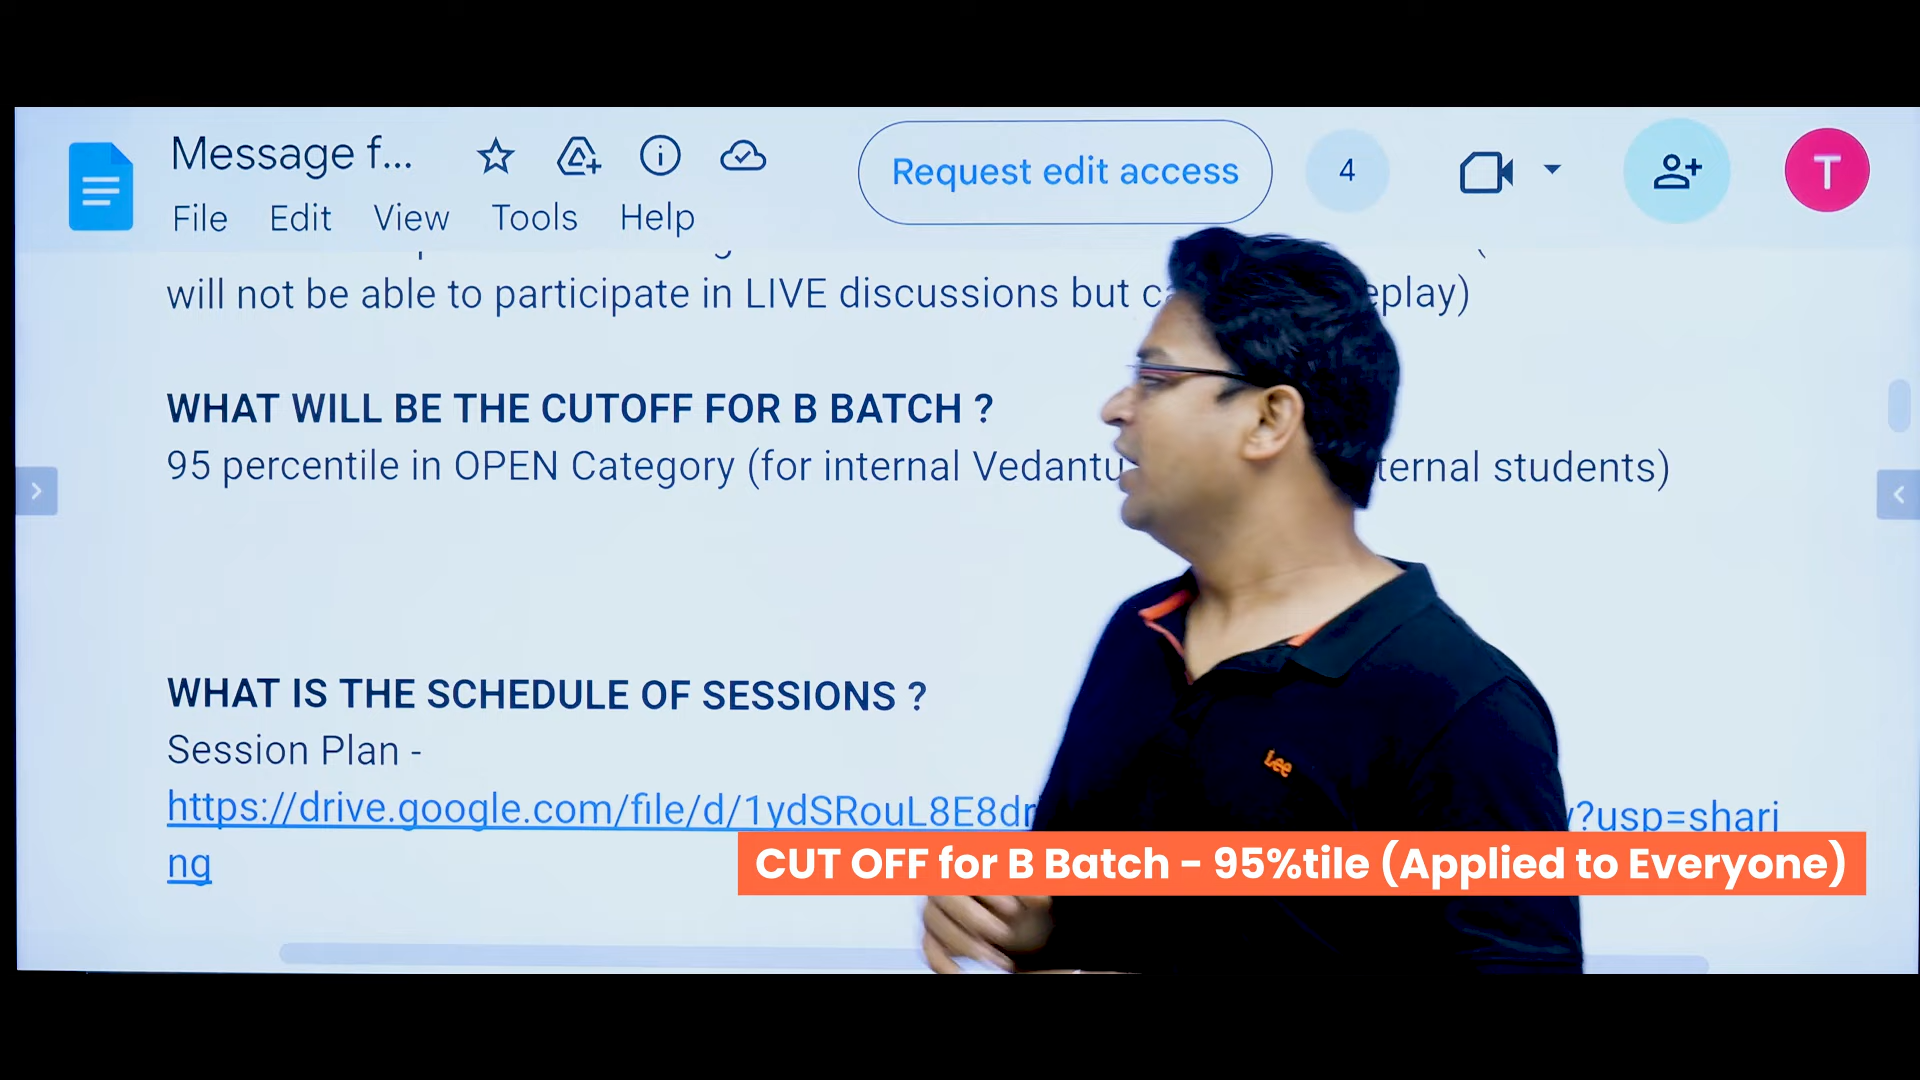 Message f...
Request edit access
4
T
File Edit View Tools Help
will not be able to participate in LIVE discussions but eplay)
WHAT WILL BE THE CUTOFF FOR B BATCH ?
95 percentile in OPEN Category (for internal Vedantu ternal students)
WHAT IS THE SCHEDULE OF SESSIONS ?
Session Plan -
https://drive.google.com/file/d/1ydSRouL8E8dr ?usp=shari
ng
Lee
CUT OFF for B Batch - 95%tile (Applied to Everyone)